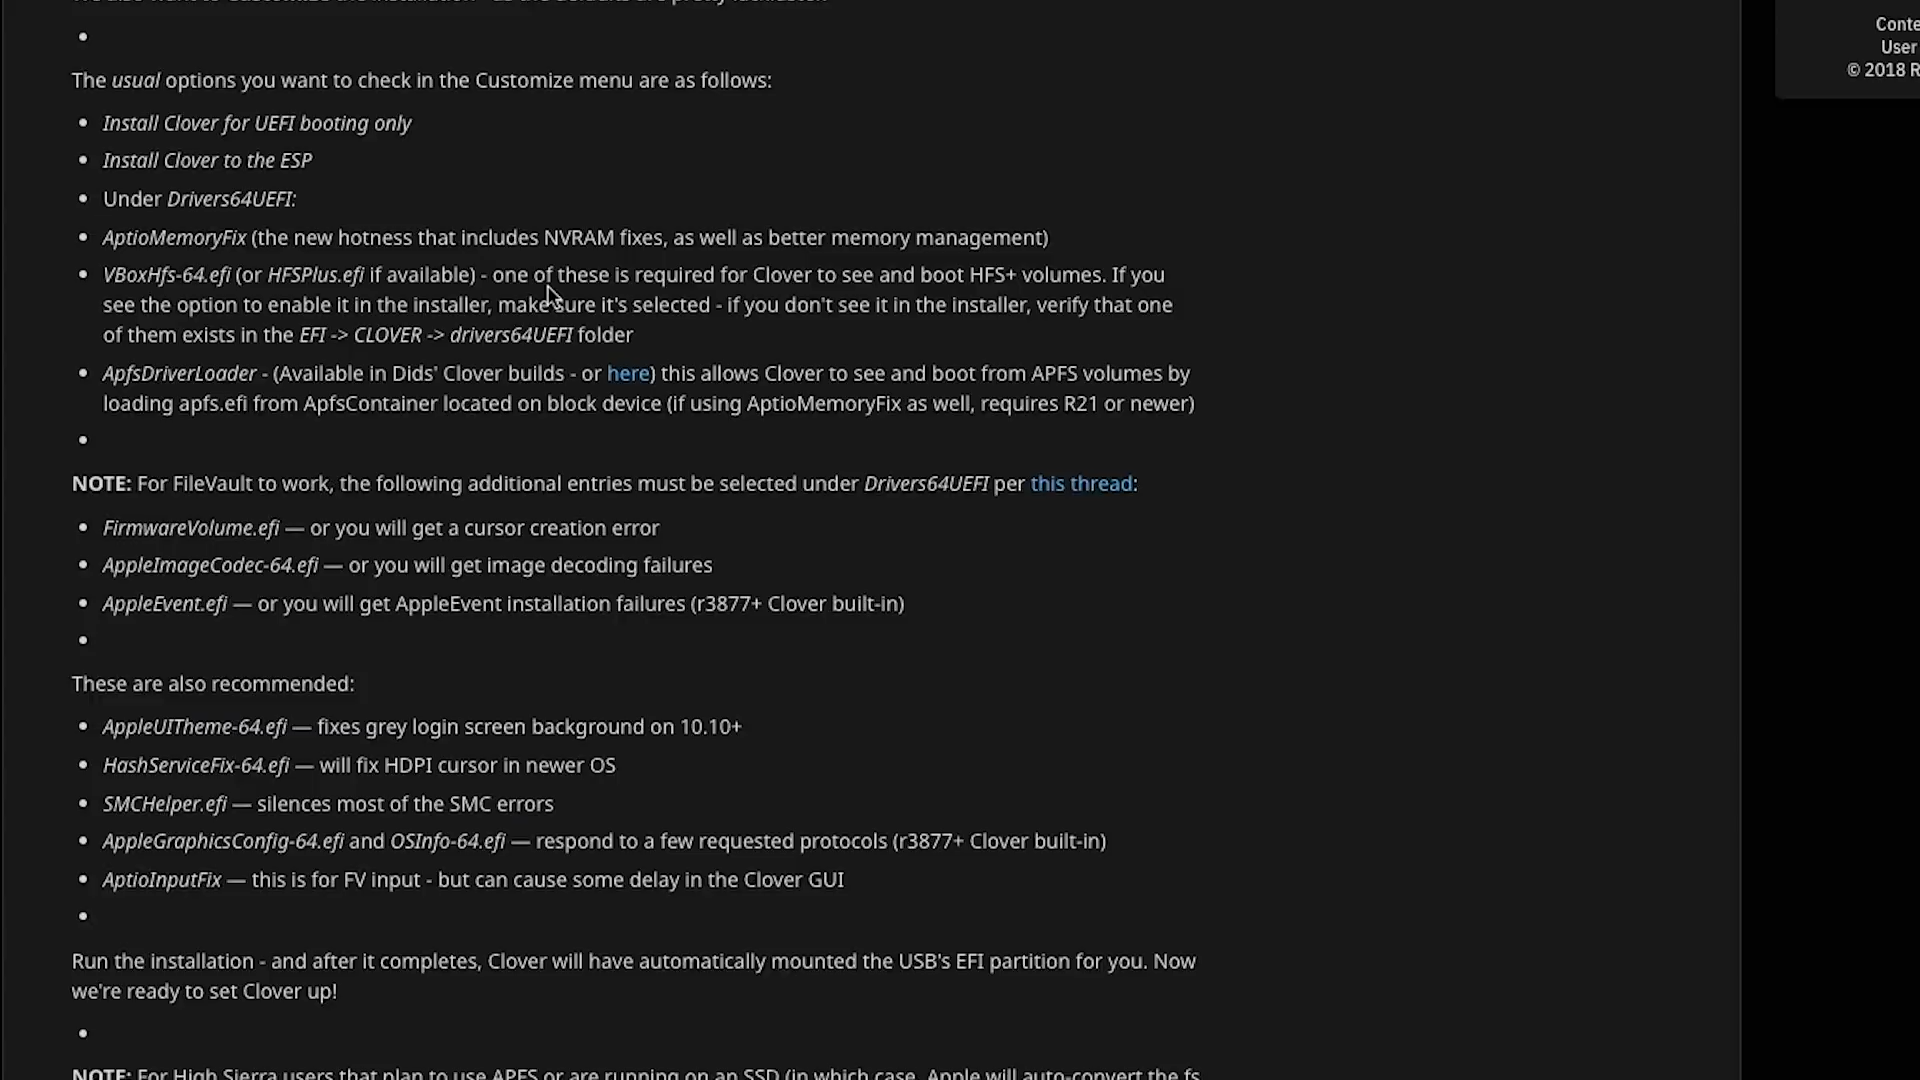 The usual options you want to check in the Customize menu are as follows:
Install Clover for UEFI booting only
Install Clover to the ESP
Under Drivers64UEFI:
AptioMemoryFix (the new hotness that includes NVRAM fixes, as well as better memory management)
VBoxHfs-64.efi (or HFSPlus.efi if available) - one of these is required for Clover to see and boot HFS+ volumes. If you
see the option to enable it in the installer, make sure it's selected - if you don't see it in the installer, verify that one
of them exists in the EFI -> CLOVER -> drivers64UEFI folder
ApfsDriverLoader - (Available in Dids' Clover builds - or here) this allows Clover to see and boot from APFS volumes by
loading apfs.efi from ApfsContainer located on block device (if using AptioMemoryFix as well, requires R21 or newer)
NOTE: For FileVault to work, the following additional entries must be selected under Drivers64UEFI per this thread:
FirmwareVolume.efi — or you will get a cursor creation error
AppleImageCodec-64.efi — or you will get image decoding failures
AppleEvent.efi — or you will get AppleEvent installation failures (r3877+ Clover built-in)
These are also recommended:
AppleUITheme-64.efi — fixes grey login screen background on 10.10+
HashServiceFix-64.efi — will fix HDPI cursor in newer OS
SMCHelper.efi — silences most of the SMC errors
AppleGraphicsConfig-64.efi and OSInfo-64.efi — respond to a few requested protocols (r3877+ Clover built-in)
AptioInputFix — this is for FV input - but can cause some delay in the Clover GUI
Run the installation - and after it completes, Clover will have automatically mounted the USB's EFI partition for you. Now
we're ready to set Clover up!
NOTE: For High Sierra users that plan to use APFS or are running on an SSD (in which case, Apple will auto-convert the fs
Conte
User
© 2018 R